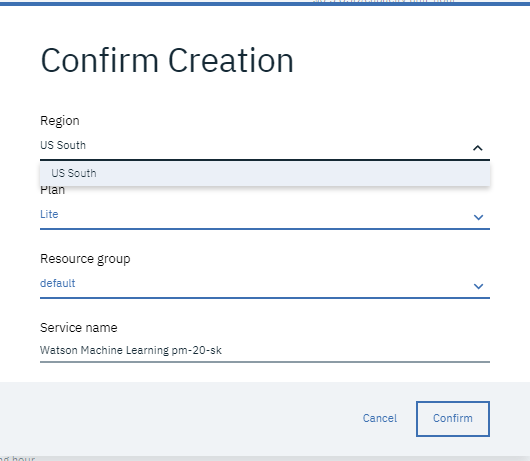 Confirm Creation
Region
US South
US South
Plan
Lite
Resource group
default
Service name
Watson Machine Learning pm-20-sk
Cancel
Confirm